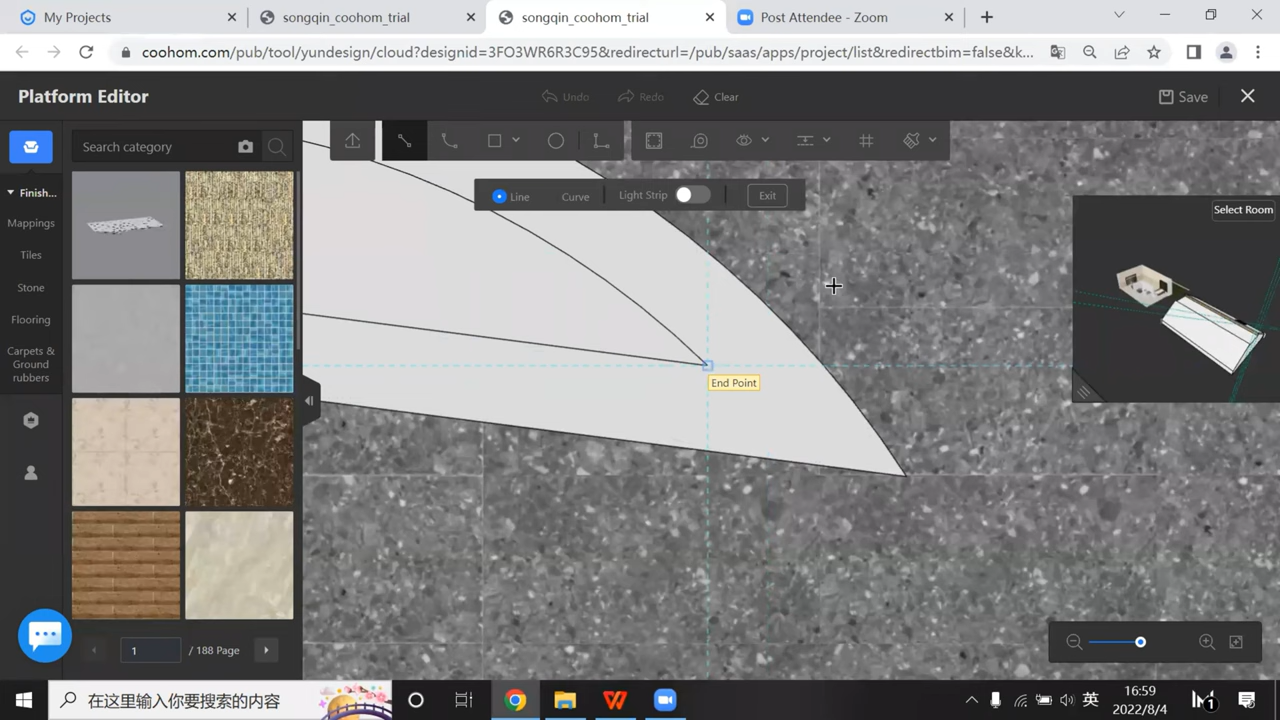 My Projects
songqin_coohom_trial
songqin_coohom_trial
Post Attendee - Zoom
coohom.com/pub/tool/yundesign/cloud?designid=3FO3WR6R3C95&redirecturl=/pub/saas/apps/project/list&redirectbim=false&k...
Platform Editor
Undo
Redo
Clear
Save
Search category
Finish...
Mappings
Tiles
Stone
Flooring
Carpets &
Ground
rubbers
Line
Curve
Light Strip
Exit
Select Room
End Point
1
/ 188 Page
在这里输入你要搜索的内容
英
16:59
2022/8/4
1